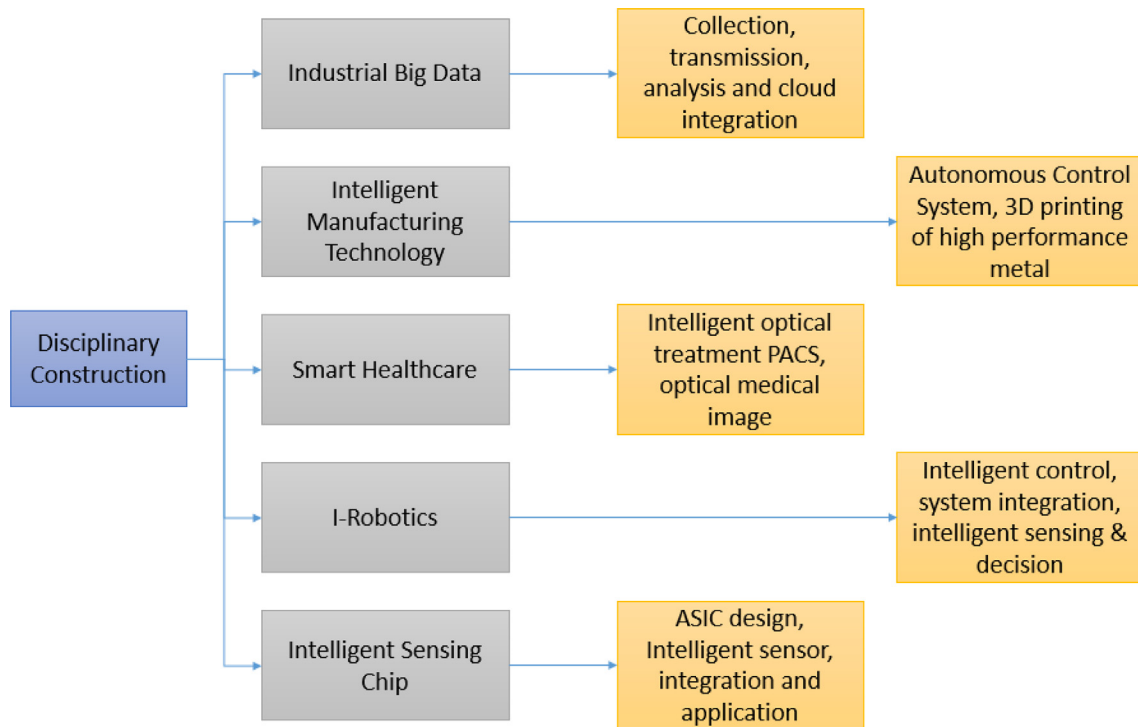 Disciplinary
Construction
Industrial Big Data
Collection,
transmission,
analysis and cloud
integration
Intelligent
Manufacturing
Technology
Autonomous Control
System, 3D printing
of high performance
metal
Smart Healthcare
Intelligent optical
treatment PACS,
optical medical
image
I-Robotics
Intelligent control,
system integration,
intelligent sensing &
decision
Intelligent Sensing
Chip
ASIC design,
Intelligent sensor,
integration and
application